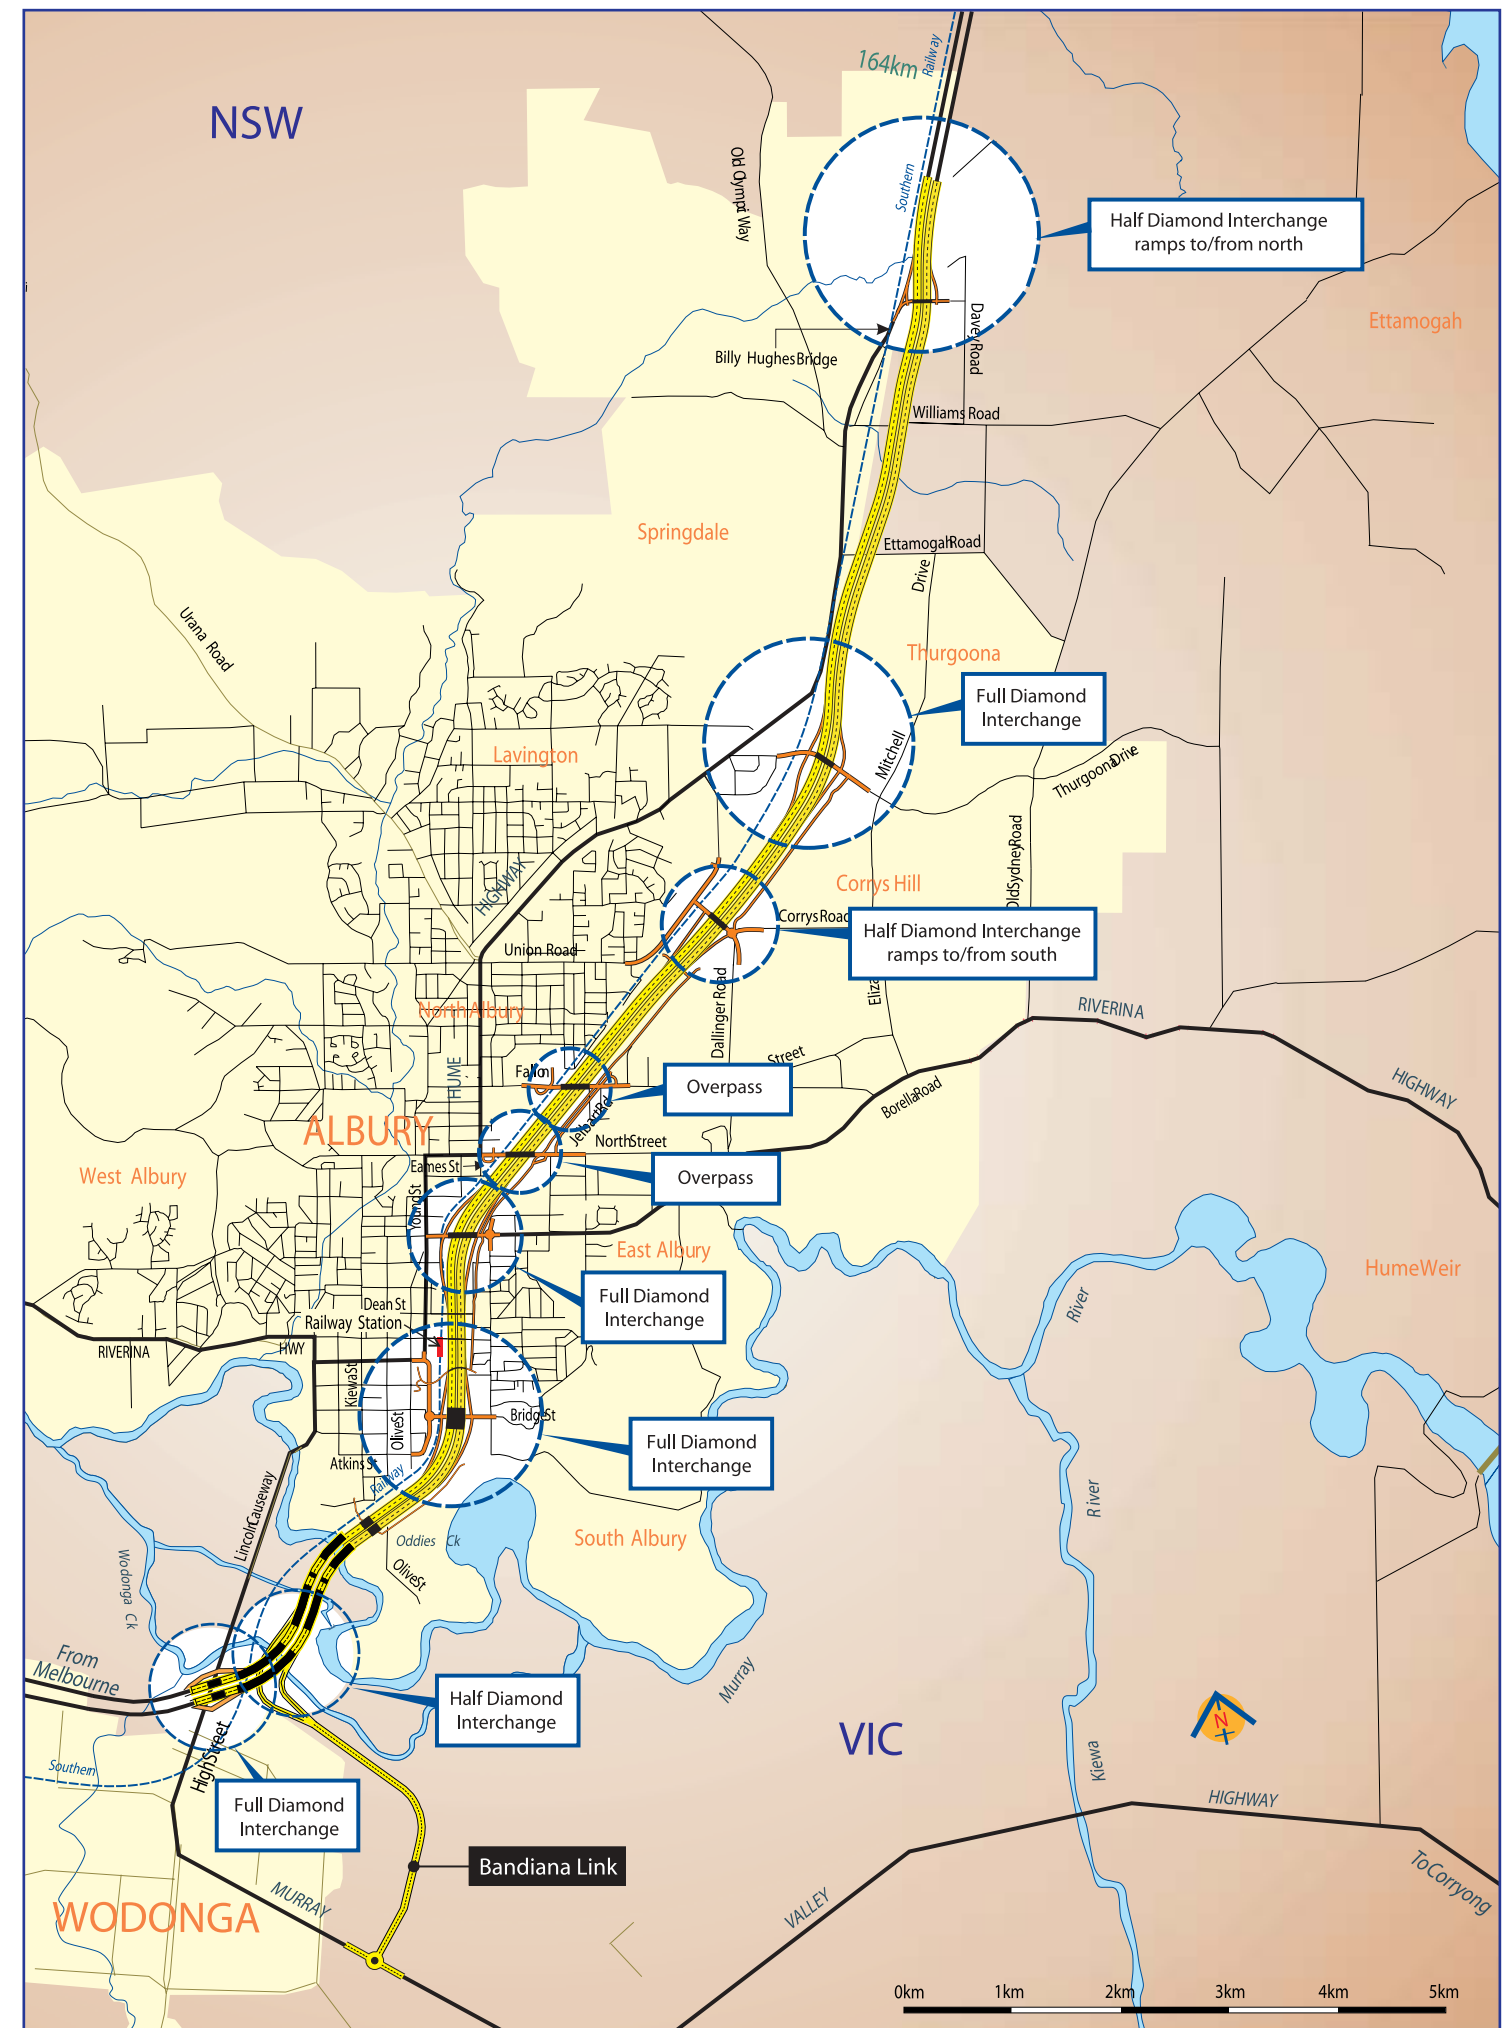 164km
Railway
NSW
Old Olympi Way
Southern
Half Diamond Interchange
ramps to/from north
Davey Road
Ettamogah
Billy Hughes Bridge
Williams Road
Springdale
Ettamogah Road
Drive
Urana Road
Thurgoona
Full Diamond
Interchange
Mitchell
Lavington
Thurgoona Drive
Old Sydney Road
HIGHWAY
Corrys Hill
Corrys Road
Half Diamond Interchange
ramps to/from south
Union Road
Eliza
North Albury
Dallinger Road
RIVERINA
Street
HUME
Fallon
Overpass
Borella Road
HIGHWAY
Jelbart Rd
ALBURY
North Street
Eames St
West Albury
Overpass
Young St
East Albury
Hume Weir
Full Diamond
Interchange
River
Dean St
Railway Station
RIVERINA
HWY
Kiewa St
Olive St
Bridge St
Full Diamond
Interchange
Atkins St
Railway
Lincoln Causeway
River
Oddies Ck
South Albury
Olive St
Wodonga Ck
From
Melbourne
Murray
Half Diamond
Interchange
N
VIC
High Street
Southern
Kiewa
Full Diamond
Interchange
HIGHWAY
Bandiana Link
To Corryong
MURRAY
VALLEY
WODONGA
0km 1km 2km 3km 4km 5km